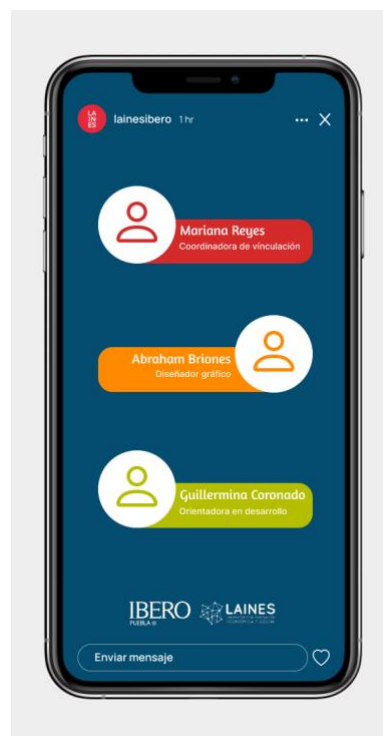 LA
IN
ES
lainesibero 1 hr
Mariana Reyes
Coordinadora de vinculación
Abraham Briones
Diseñador gráfico
Guillermina Coronado
Orientadora en desarrollo
IBERO
PUEBLA
LAINES
Enviar mensaje